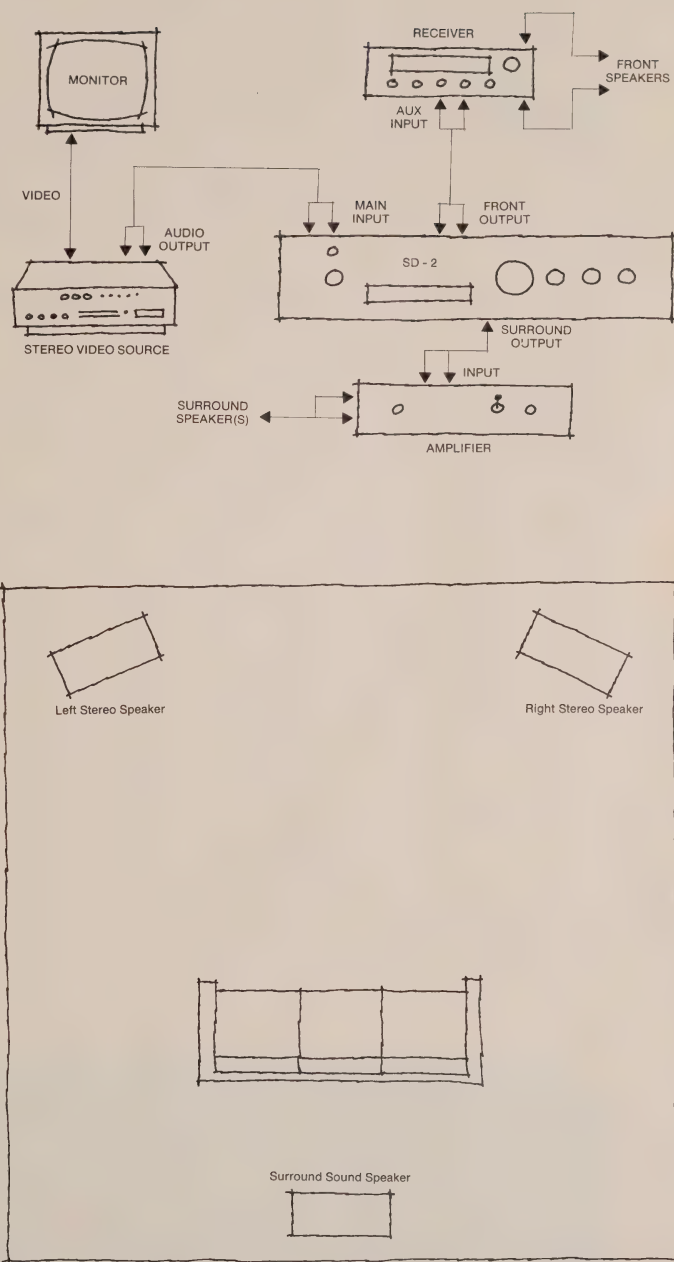 RECEIVER
MONITOR
FRONT
SPEAKERS
AUX
INPUT
VIDEO
AUDIO
OUTPUT
MAIN
INPUT
FRONT
OUTPUT
SD - 2
STEREO VIDEO SOURCE
SURROUND
OUTPUT
INPUT
SURROUND
SPEAKER(S)
AMPLIFIER
Left Stereo Speaker
Right Stereo Speaker
Surround Sound Speaker